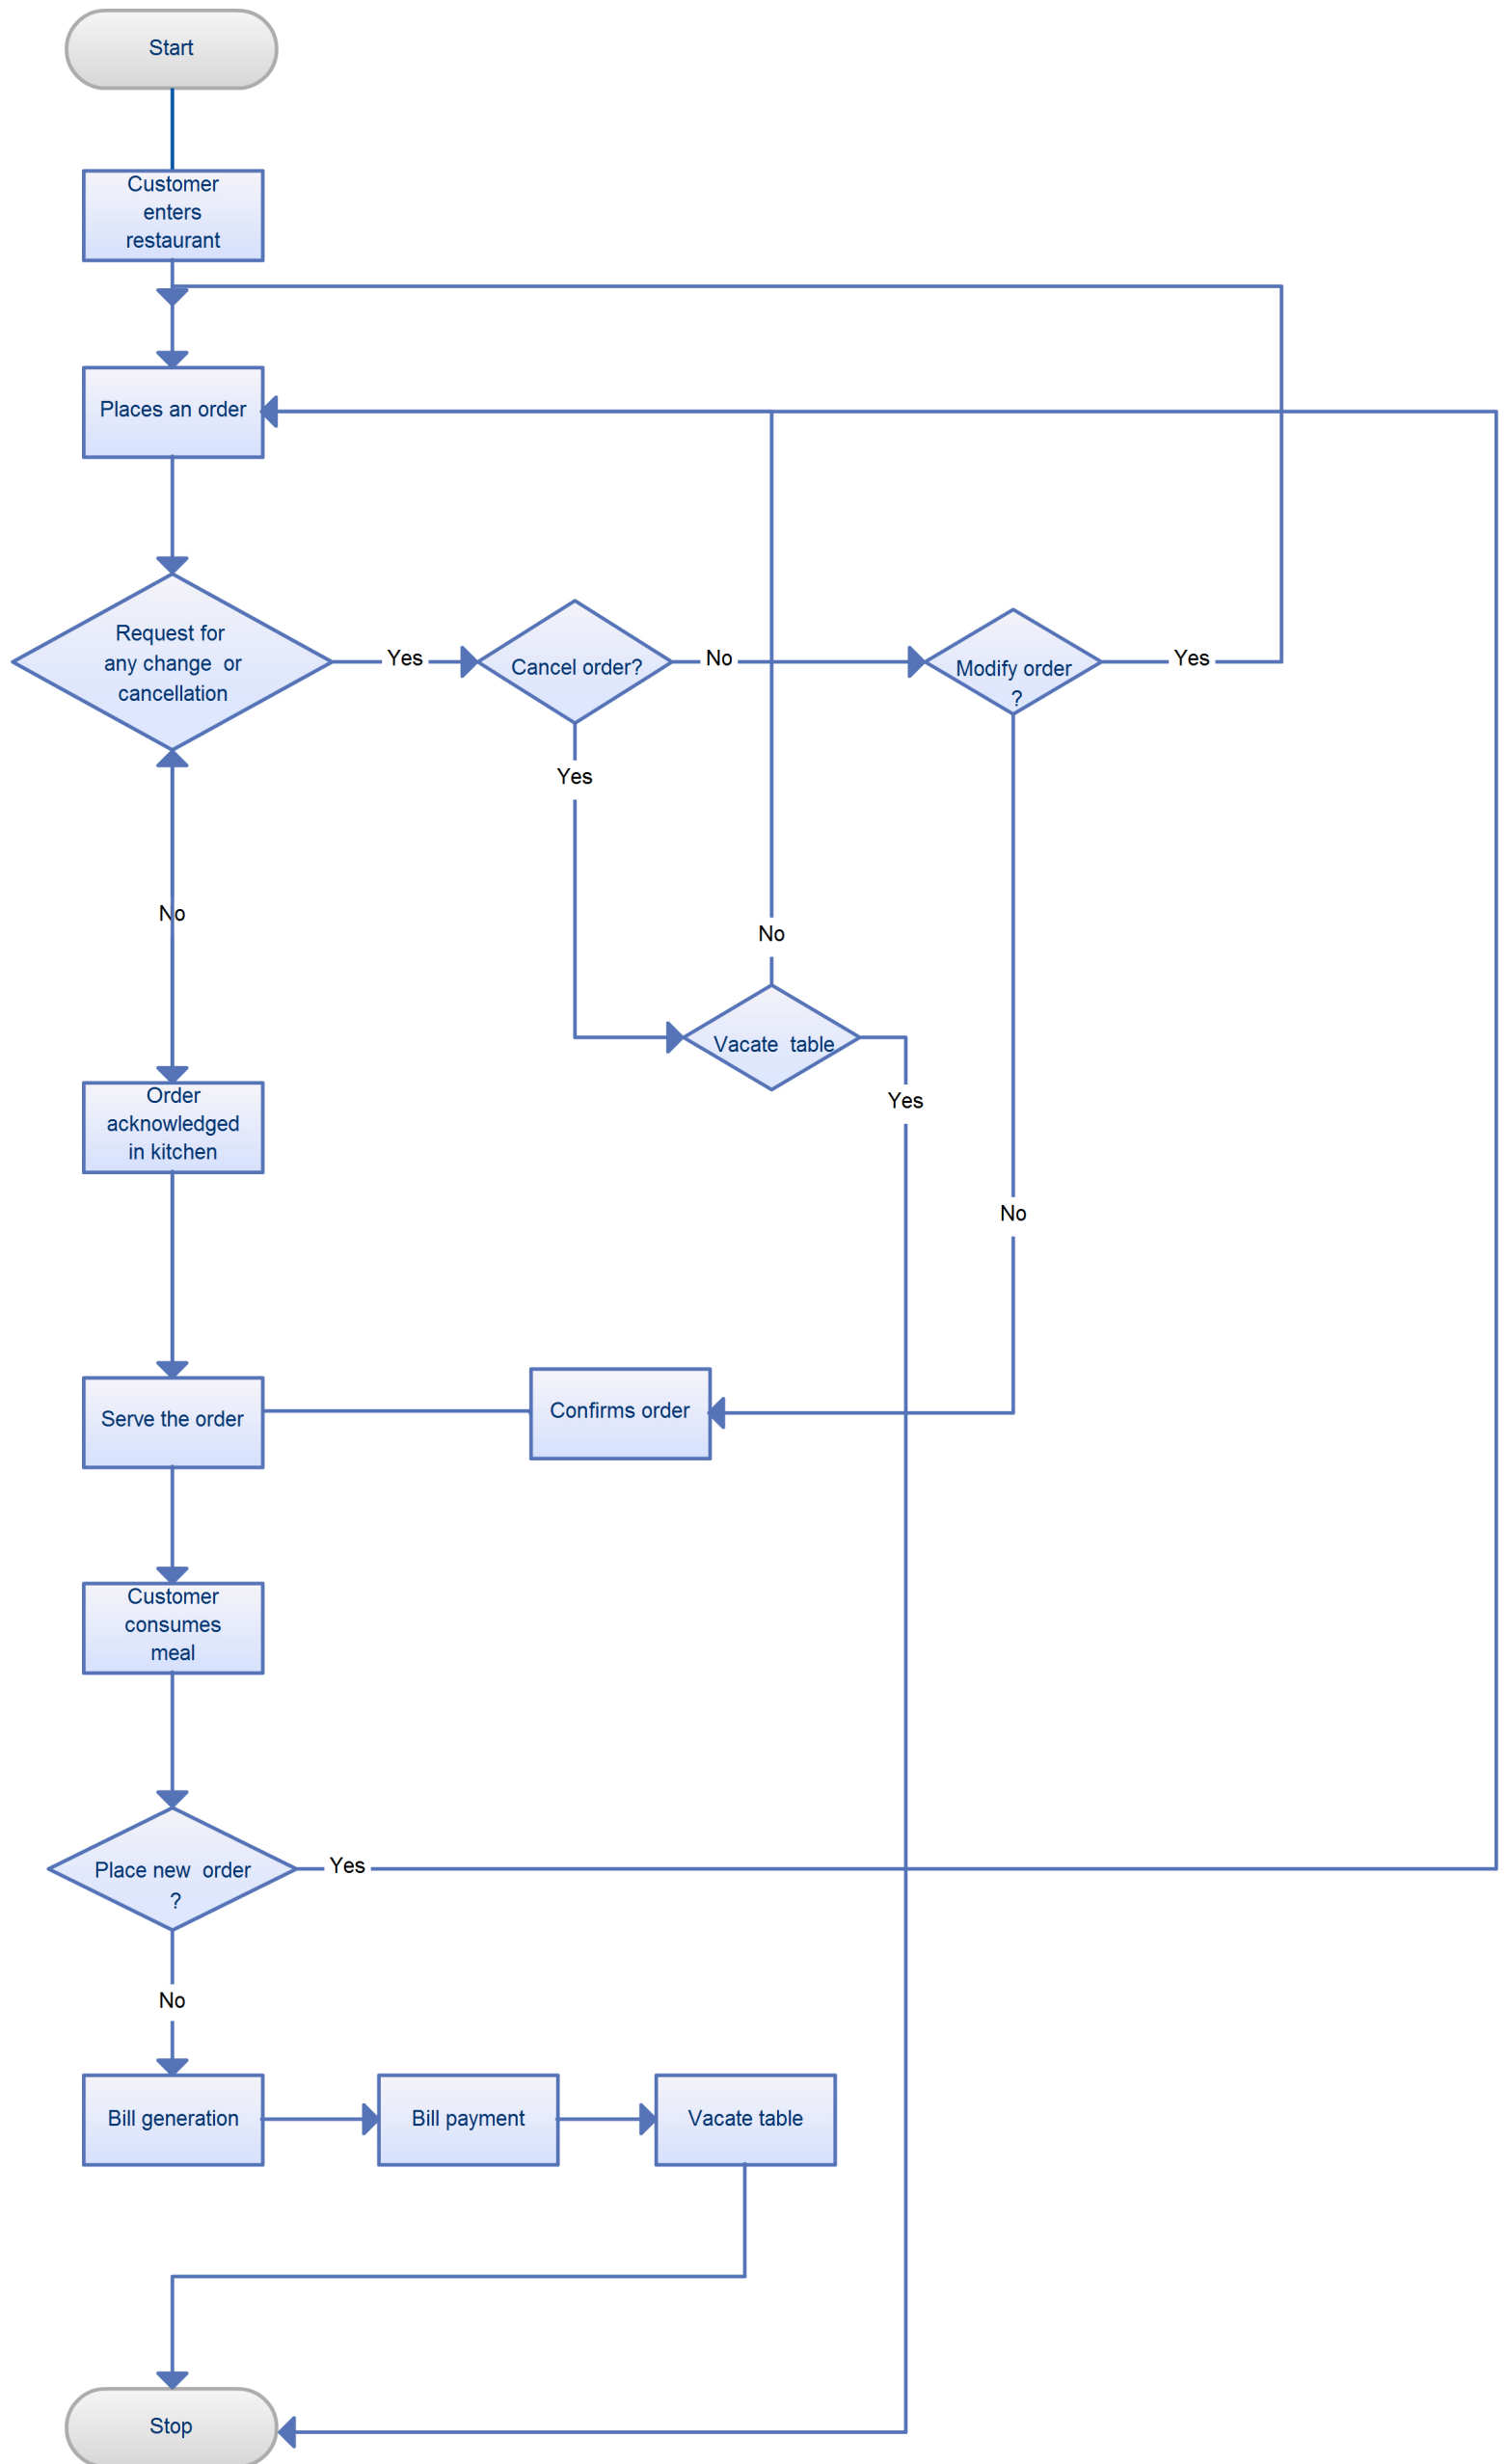 Start
Customer
enters
restaurant
Places an order
Request for
any change or
cancellation
Yes
Cancel order?
No
Modify order
?
Yes
Yes
No
No
Vacate table
Yes
Order
acknowledged
in kitchen
No
Serve the order
Confirms order
Customer
consumes
meal
Place new order
?
Yes
No
Bill generation
Bill payment
Vacate table
Stop